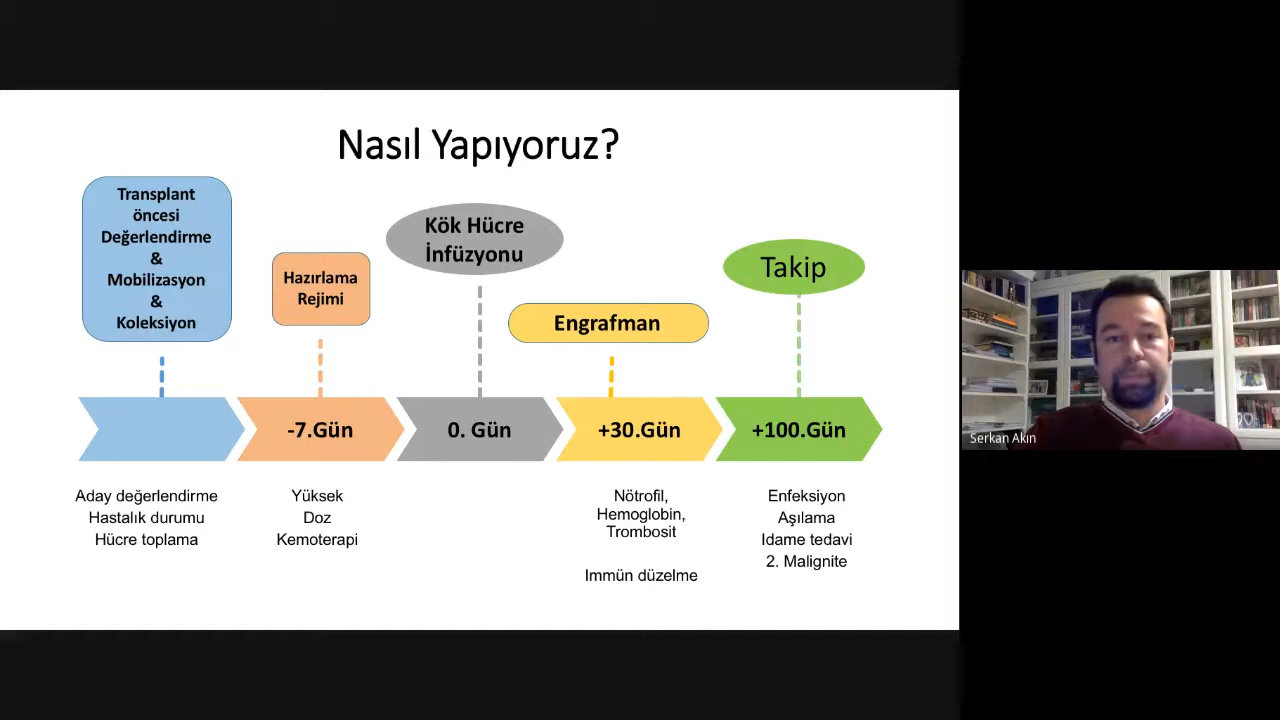 Nasıl Yapıyoruz?
Transplant
öncesi
Değerlendirme
&
Mobilizasyon
&
Koleksiyon
Hazırlama
Rejimi
Kök Hücre
İnfüzyonu
Engrafman
Takip
-7.Gün
0. Gün
+30.Gün
+100.Gün
Aday değerlendirme
Hastalık durumu
Hücre toplama
Yüksek
Doz
Kemoterapi
Nötrofil,
Hemoglobin,
Trombosit
Immün düzelme
Enfeksiyon
Aşılama
Idame tedavi
2. Malignite
Serkan Akın